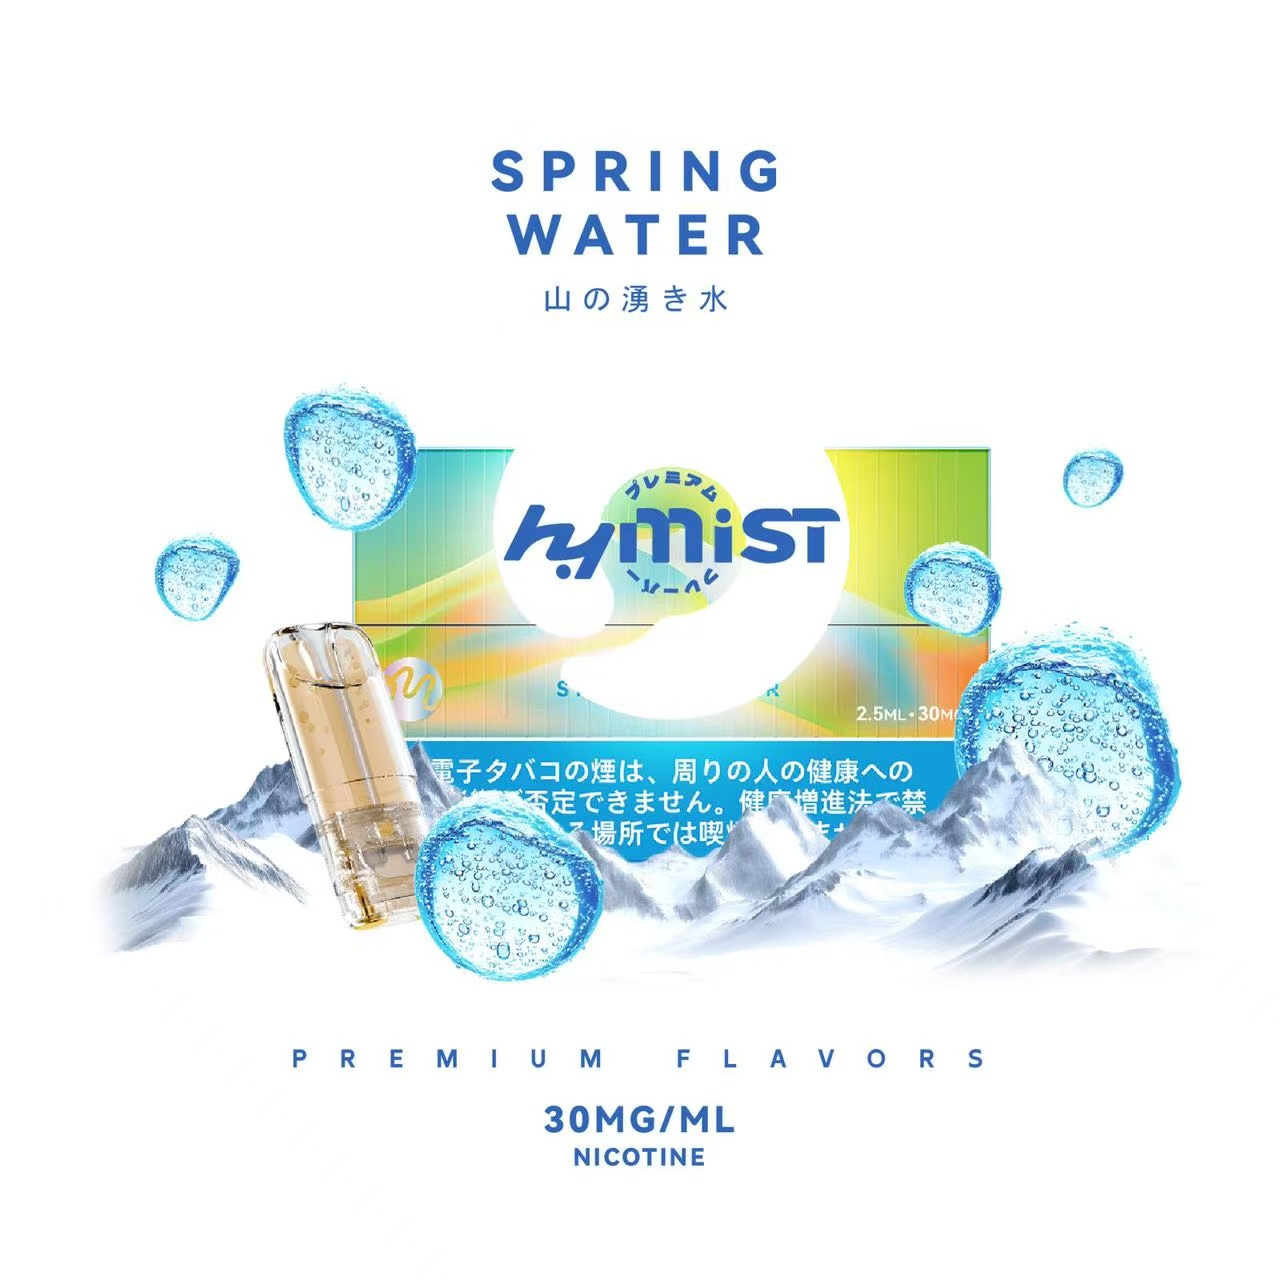 SPRING
WATER
山の湧き水
プレミアム
hyMiST
フレーバー
2.5ML•30M
電子タバコの煙は、周りの人の健康への
否定できません。健康増進法で禁
る場所では喫
PREMIUM FLAVORS
30MG/ML
NICOTINE